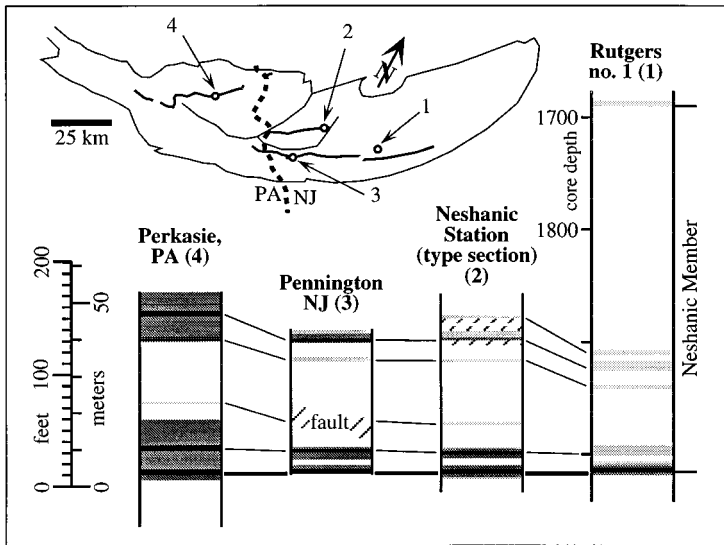 4
2
N
1
3
25 km
PA
NJ
Rutgers
no. 1 (1)
1700
core depth
1800
Neshanic
Station
(type section)
(2)
Perkasie,
PA (4)
Pennington
NJ (3)
200
100
0
feet
50
0
meters
fault
Neshanic Member